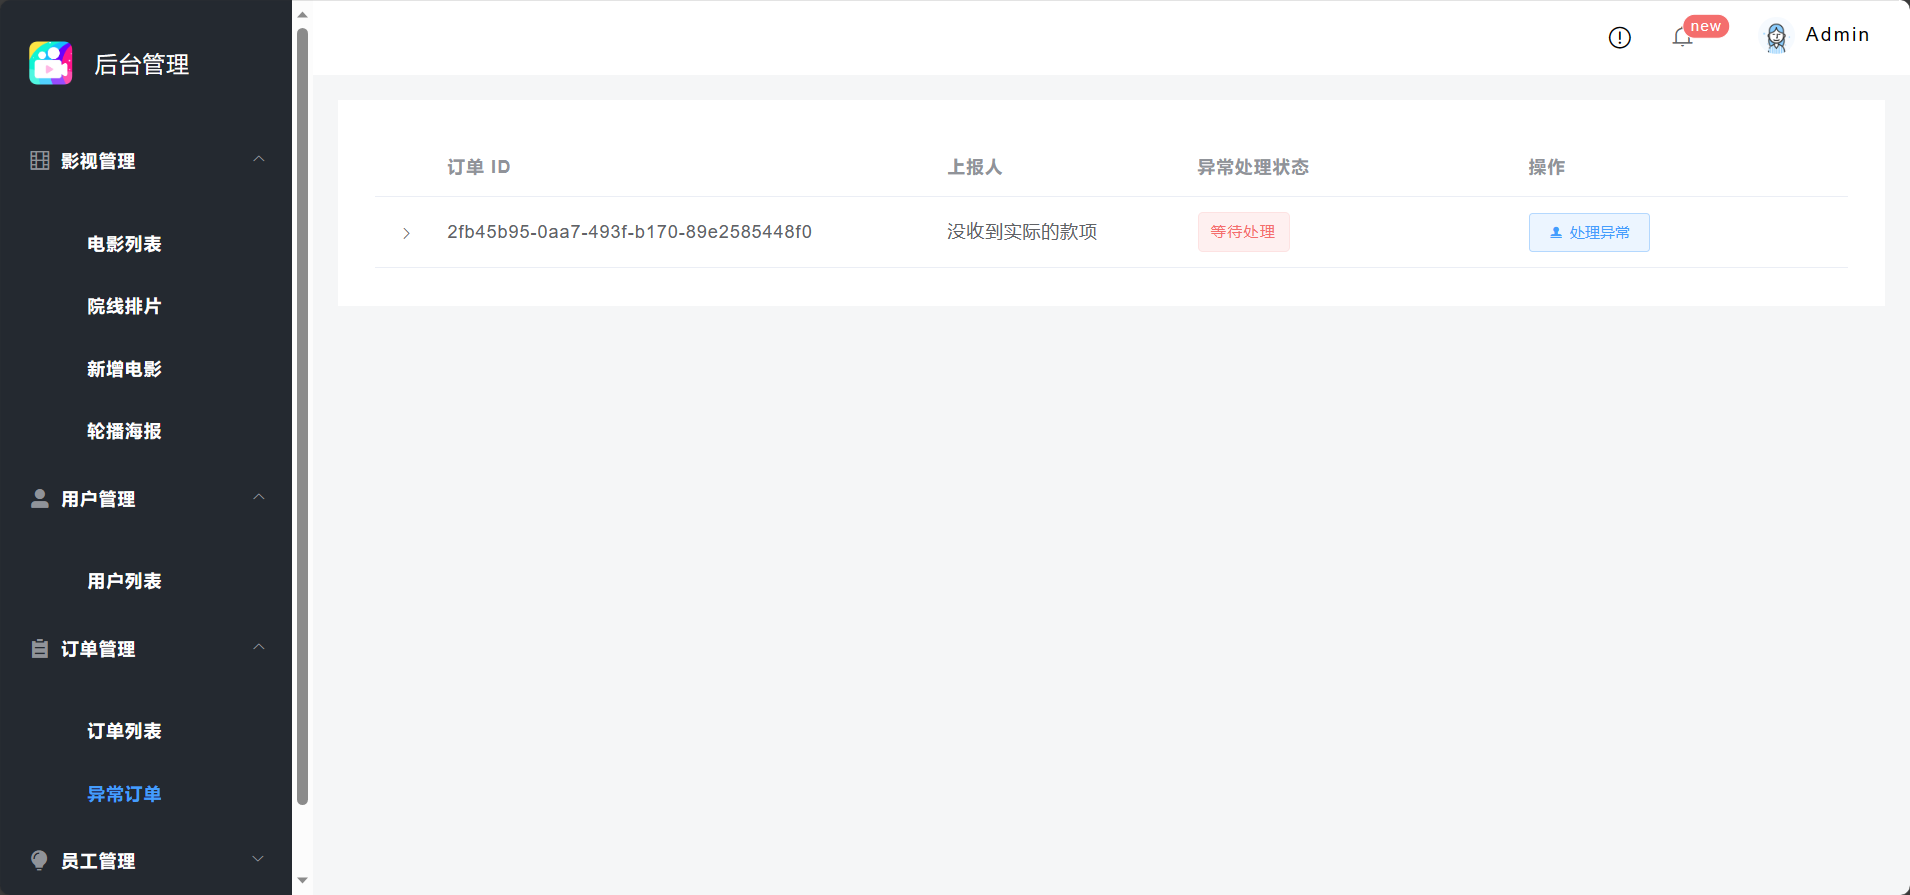 后台管理
new
Admin
影视管理
电影列表
院线排片
新增电影
轮播海报
用户管理
用户列表
订单管理
订单列表
异常订单
员工管理
订单 ID 上报人 异常处理状态 操作
2fb45b95-0aa7-493f-b170-89e2585448f0 没收到实际的款项 等待处理 处理异常